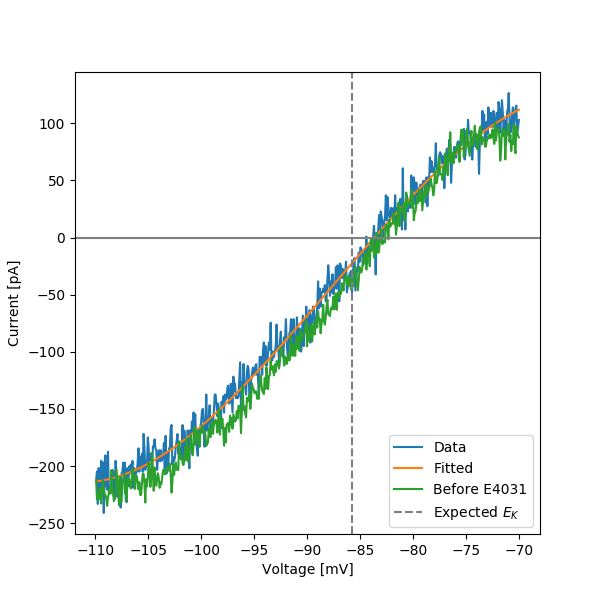 100
50
0
−50
−100
−150
−200
−250
Current [pA]
−110 −105 −100 −95 −90 −85 −80 −75 −70
Voltage [mV]
Data
Fitted
Before E4031
Expected E_K